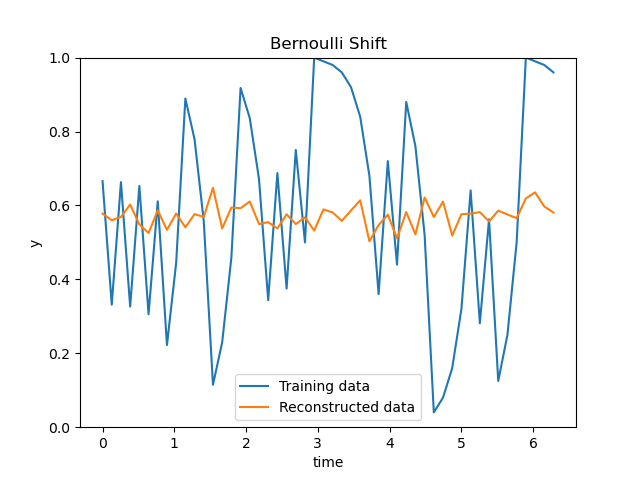 Bernoulli Shift
1.0
0.8
0.6
0.4
0.2
0.0
y
Training data
Reconstructed data
0 1 2 3 4 5 6
time